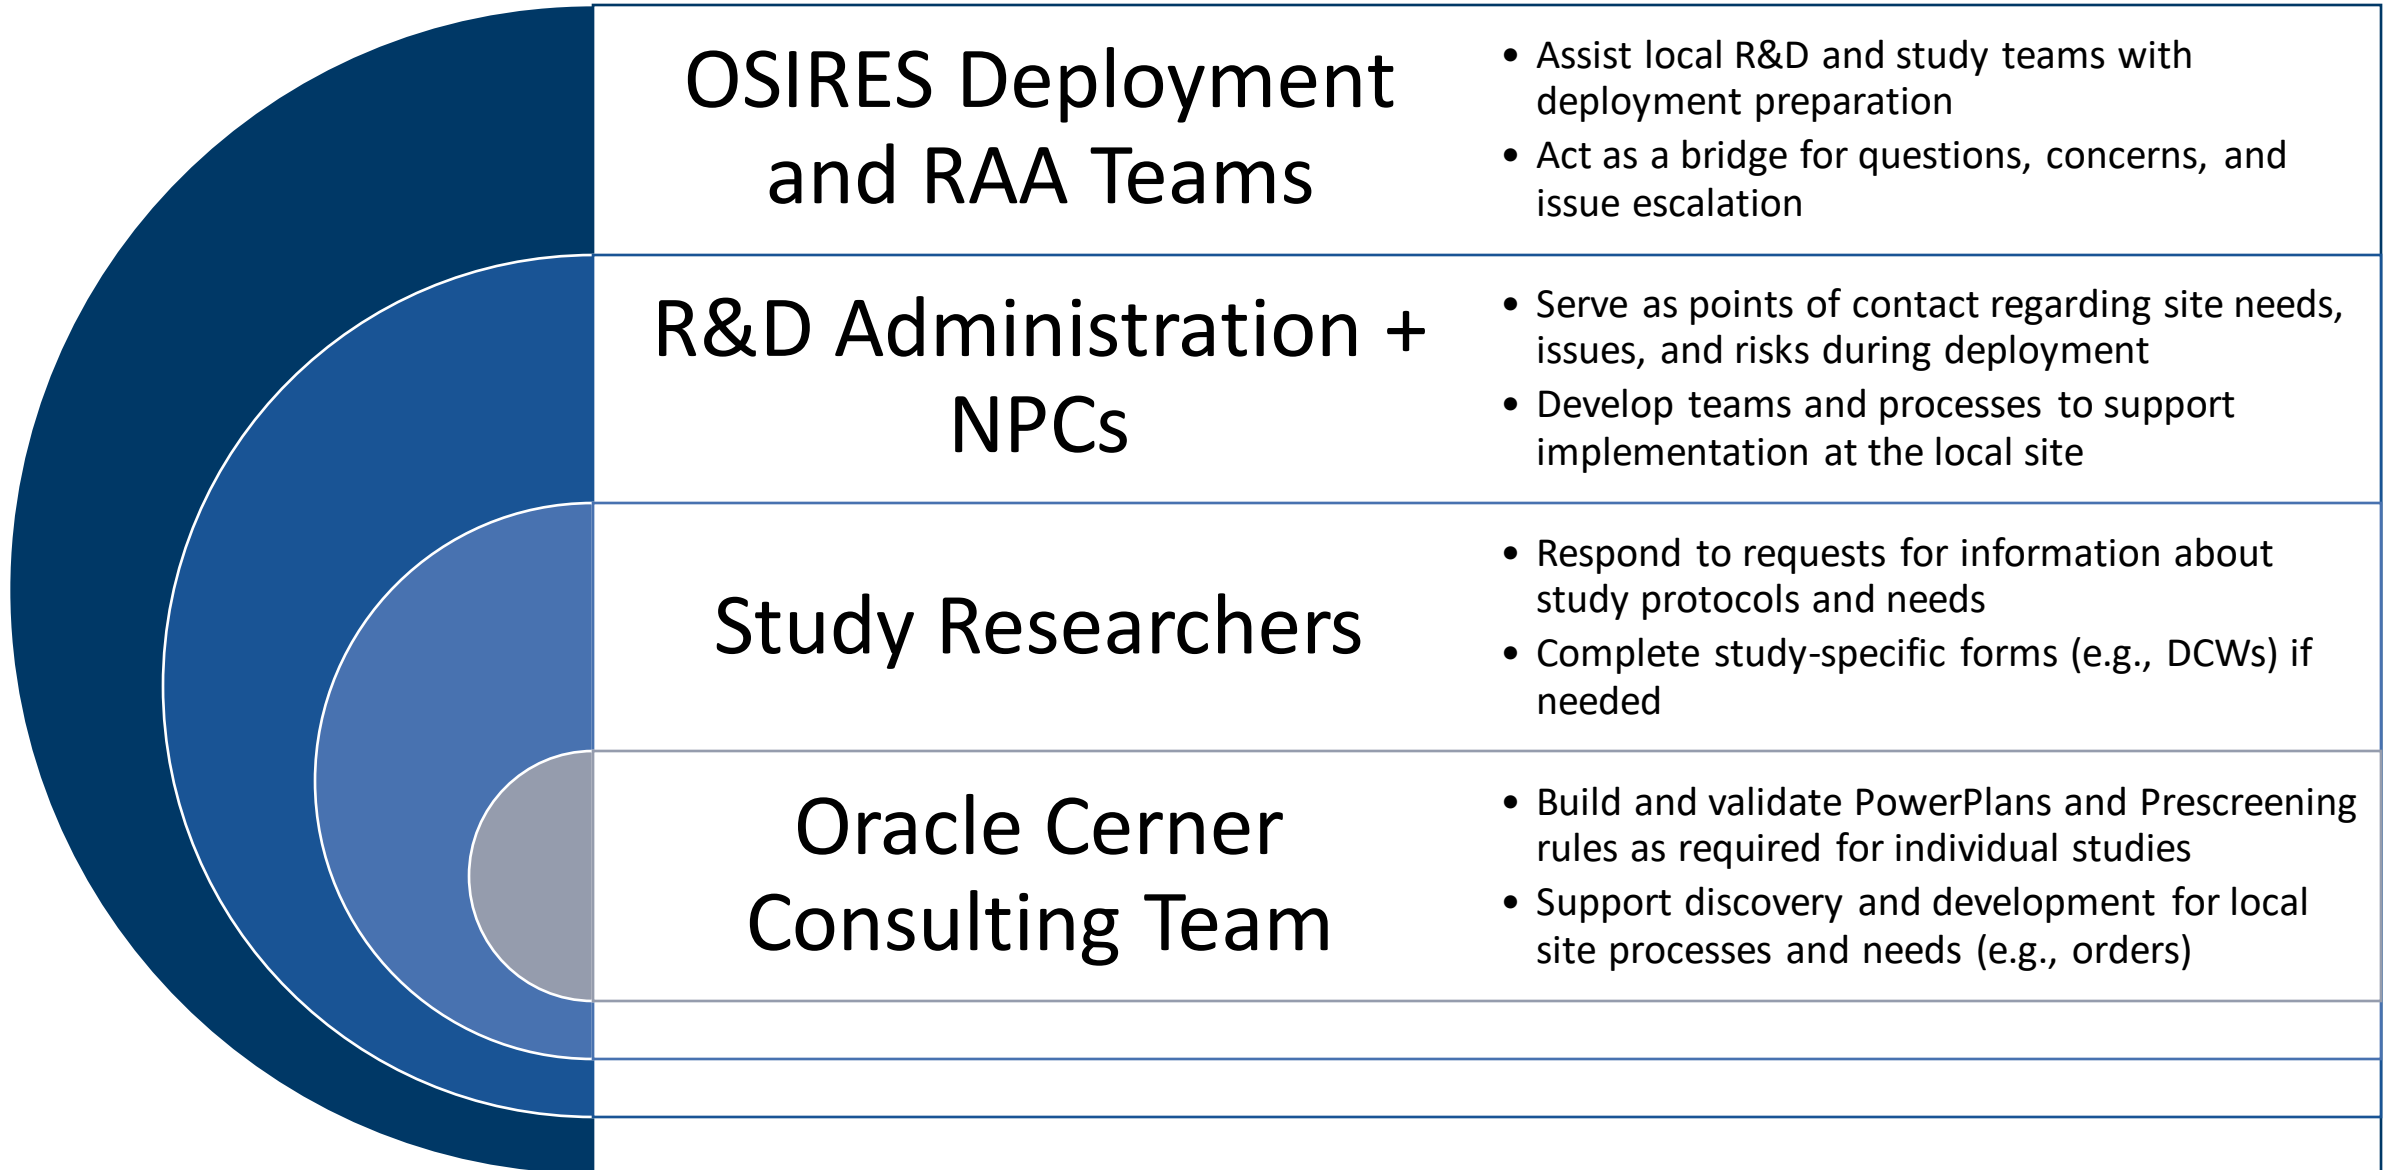 OSIRES Deployment
and RAA Teams
• Assist local R&D and study teams with
deployment preparation
• Act as a bridge for questions, concerns, and
issue escalation
R&D Administration +
NPCs
• Serve as points of contact regarding site needs,
issues, and risks during deployment
• Develop teams and processes to support
implementation at the local site
Study Researchers
• Respond to requests for information about
study protocols and needs
• Complete study-specific forms (e.g., DCWs) if
needed
Oracle Cerner
Consulting Team
• Build and validate PowerPlans and Prescreening
rules as required for individual studies
• Support discovery and development for local
site processes and needs (e.g., orders)